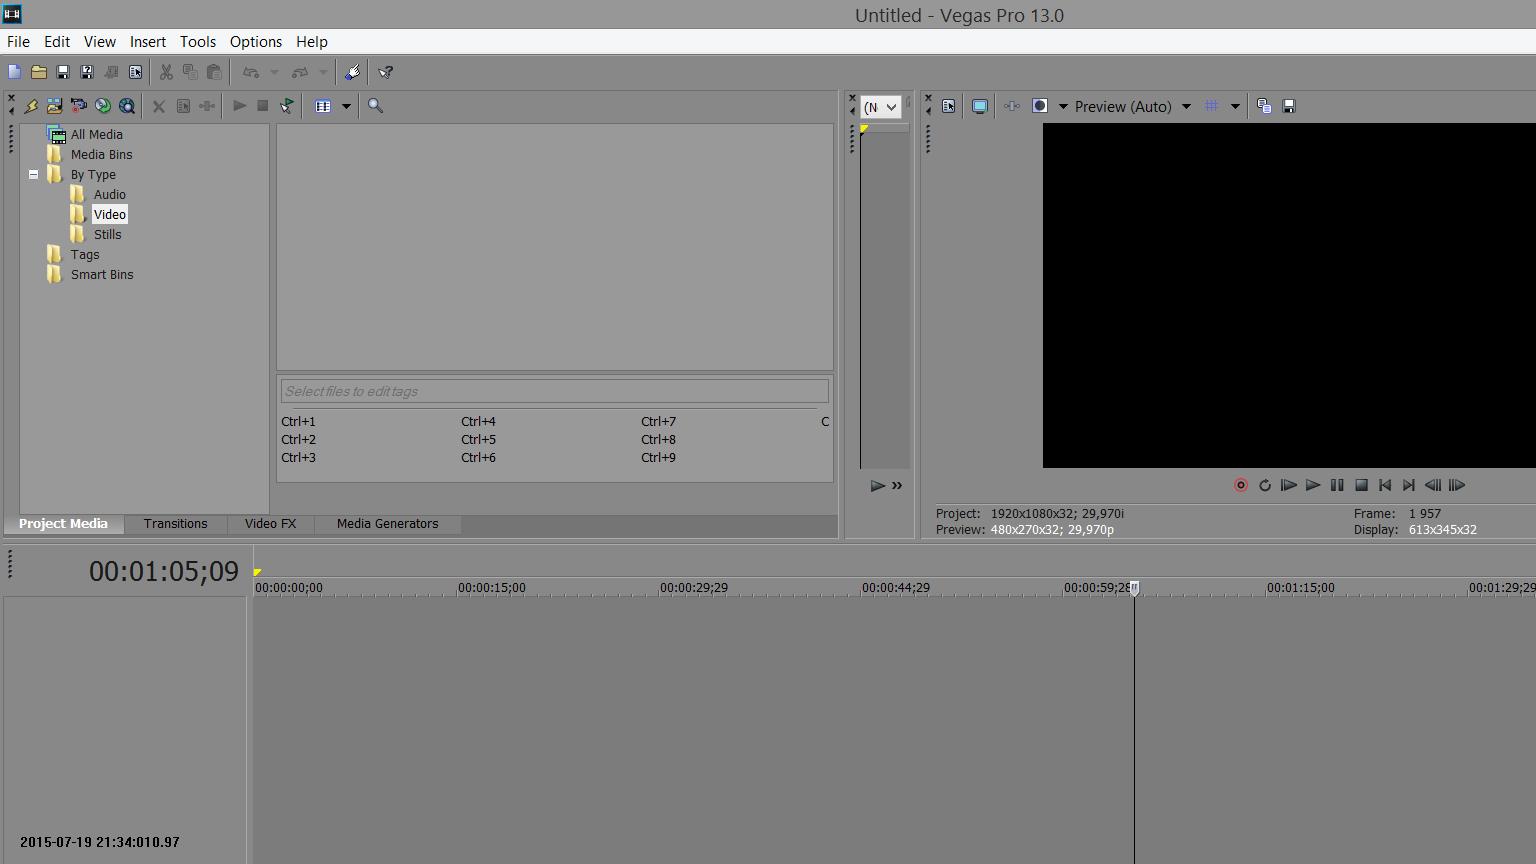 Untitled - Vegas Pro 13.0
File Edit View Insert Tools Options Help
(N
Preview (Auto)
All Media
Media Bins
By Type
Audio
Video
Stills
Tags
Smart Bins
Select files to edit tags
Ctrl+1 Ctrl+4 Ctrl+7 C
Ctrl+2 Ctrl+5 Ctrl+8
Ctrl+3 Ctrl+6 Ctrl+9
Project Media Transitions Video FX Media Generators
Project: 1920x1080x32; 29,970i Frame: 1 957
Preview: 480x270x32; 29,970p Display: 613x345x32
00:01:05;09
00:00:00;00 00:00:15;00 00:00:29;29 00:00:44;29 00:00:59;28 00:01:15;00 00:01:29;29
2015-07-19 21:34:010.97